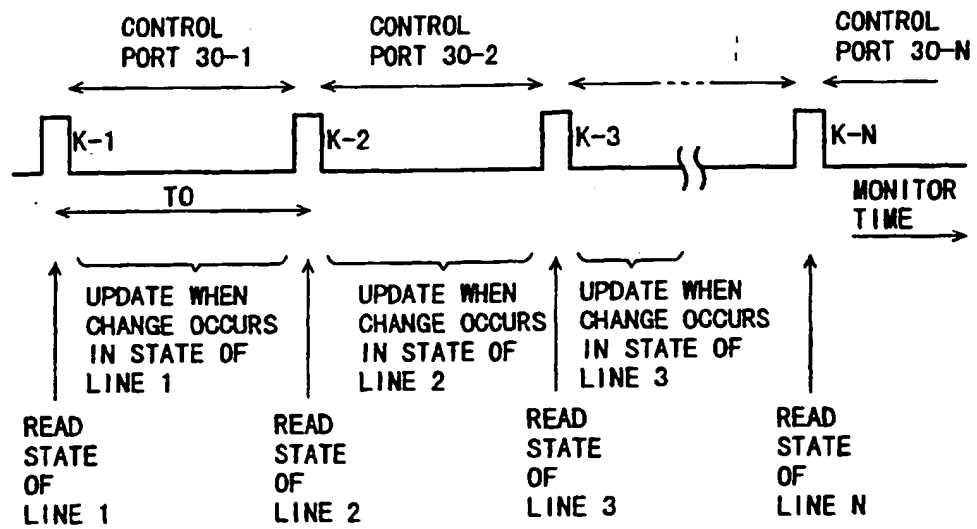 CONTROL
PORT 30-1
CONTROL
PORT 30-2
CONTROL
PORT 30-N
K-1
K-2
K-3
K-N
TO
MONITOR
TIME
UPDATE WHEN
CHANGE OCCURS
IN STATE OF
LINE 1
UPDATE WHEN
CHANGE OCCURS
IN STATE OF
LINE 2
UPDATE WHEN
CHANGE OCCURS
IN STATE OF
LINE 3
READ
STATE
OF
LINE 1
READ
STATE
OF
LINE 2
READ
STATE
OF
LINE 3
READ
STATE
OF
LINE N